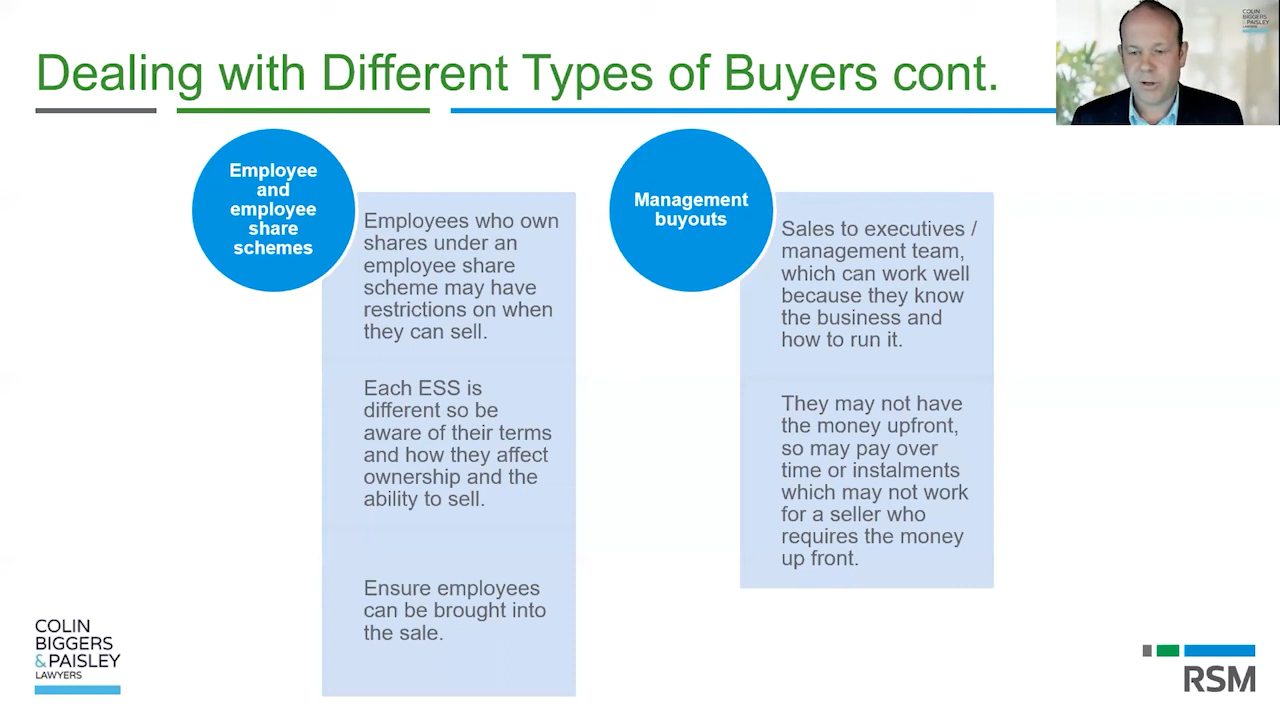 Dealing with Different Types of Buyers cont.
COLIN
BIGGERS
& PAISLEY
LAWYERS
Employee
and
employee
share
schemes
Employees who own
shares under an
employee share
scheme may have
restrictions on when
they can sell.
Each ESS is
different so be
aware of their terms
and how they affect
ownership and the
ability to sell.
Ensure employees
can be brought into
the sale.
Management
buyouts
Sales to executives /
management team,
which can work well
because they know
the business and
how to run it.
They may not have
the money upfront,
so may pay over
time or instalments
which may not work
for a seller who
requires the money
up front.
COLIN
BIGGERS
&PAISLEY
LAWYERS
RSM